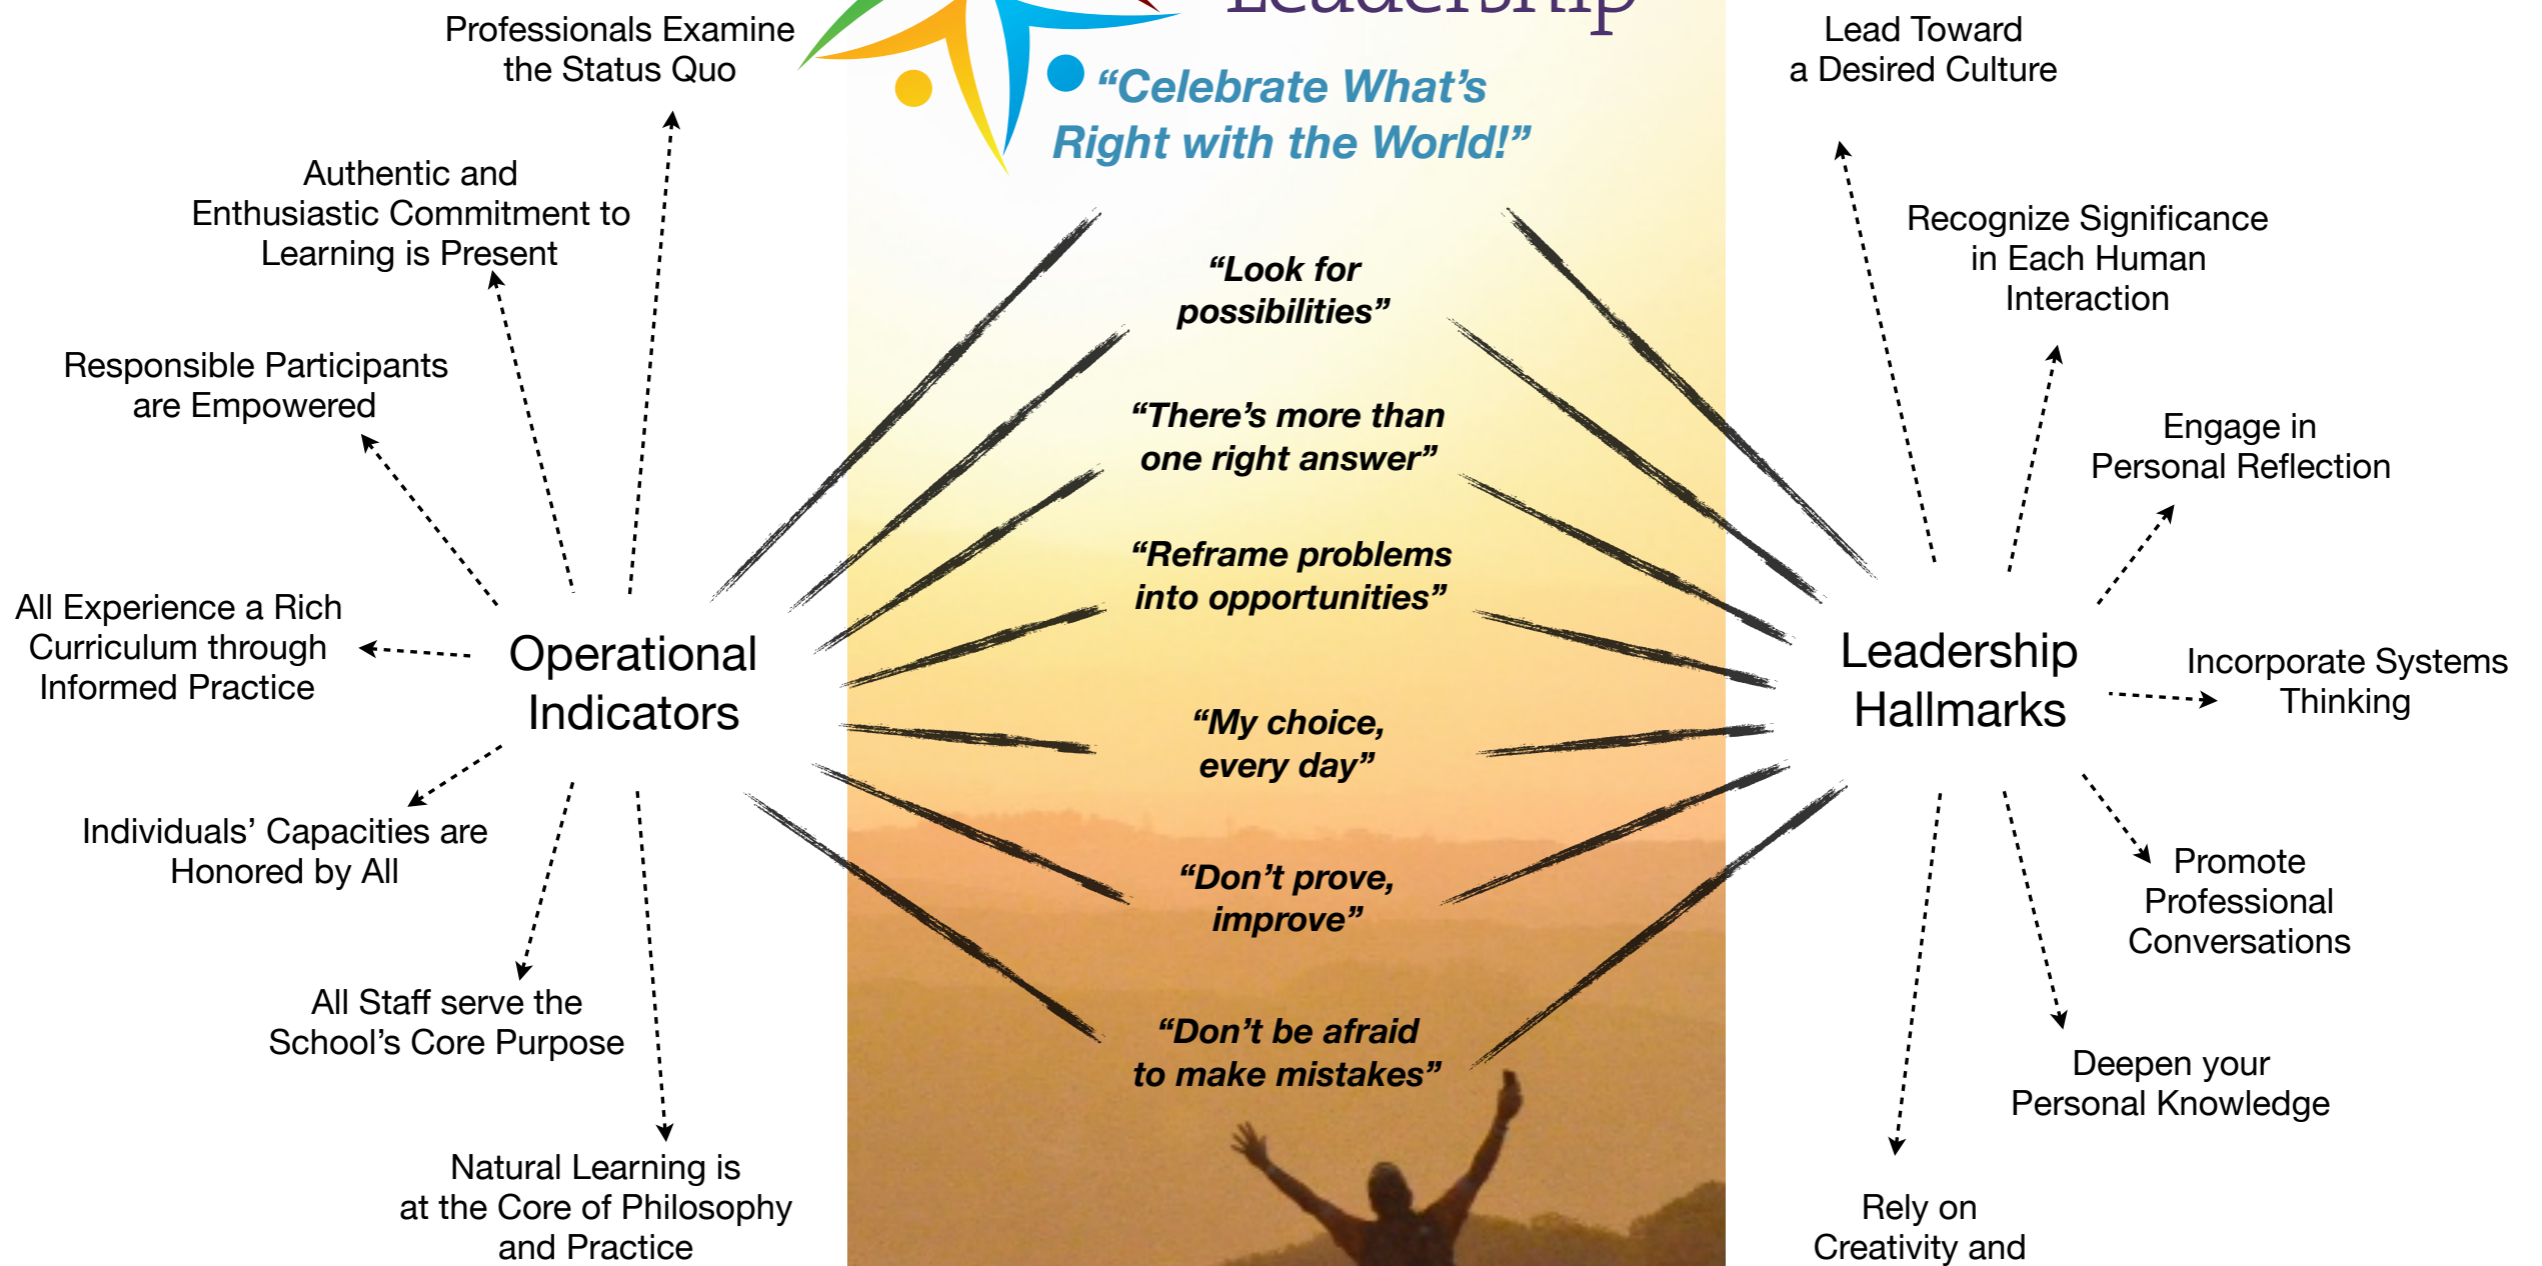 Leadership
“Celebrate What’s
Right with the World!”
Professionals Examine
the Status Quo
Authentic and
Enthusiastic Commitment to
Learning is Present
Responsible Participants
are Empowered
All Experience a Rich
Curriculum through
Informed Practice
Operational
Indicators
Individuals’ Capacities are
Honored by All
All Staff serve the
School’s Core Purpose
Natural Learning is
at the Core of Philosophy
and Practice
“Look for
possibilities”
“There’s more than
one right answer”
“Reframe problems
into opportunities”
“My choice,
every day”
“Don’t prove,
improve”
“Don’t be afraid
to make mistakes”
Lead Toward
a Desired Culture
Recognize Significance
in Each Human
Interaction
Engage in
Personal Reflection
Leadership
Hallmarks
Incorporate Systems
Thinking
Promote
Professional
Conversations
Deepen your
Personal Knowledge
Rely on
Creativity and